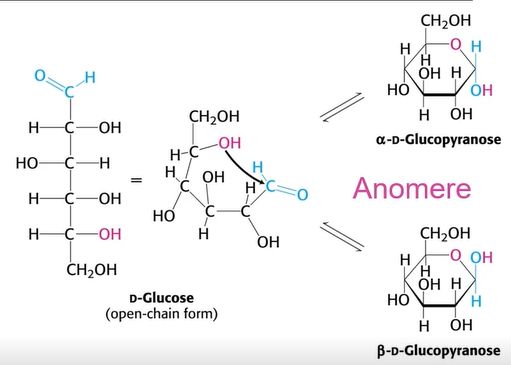 O
H
C
H—C—OH
HO—C—H
H—C—OH
H—C—OH
CH₂OH
=
CH₂OH
H-C
OH
H
C
OH
H
H
C
O
HO
C
C
H
OH
D-Glucose
(open-chain form)
CH₂OH
H
O
H
H
OH
H
HO
OH
H
OH
α-D-Glucopyranose
Anomere
CH₂OH
H
O
OH
H
OH
H
HO
H
H
OH
β-D-Glucopyranose